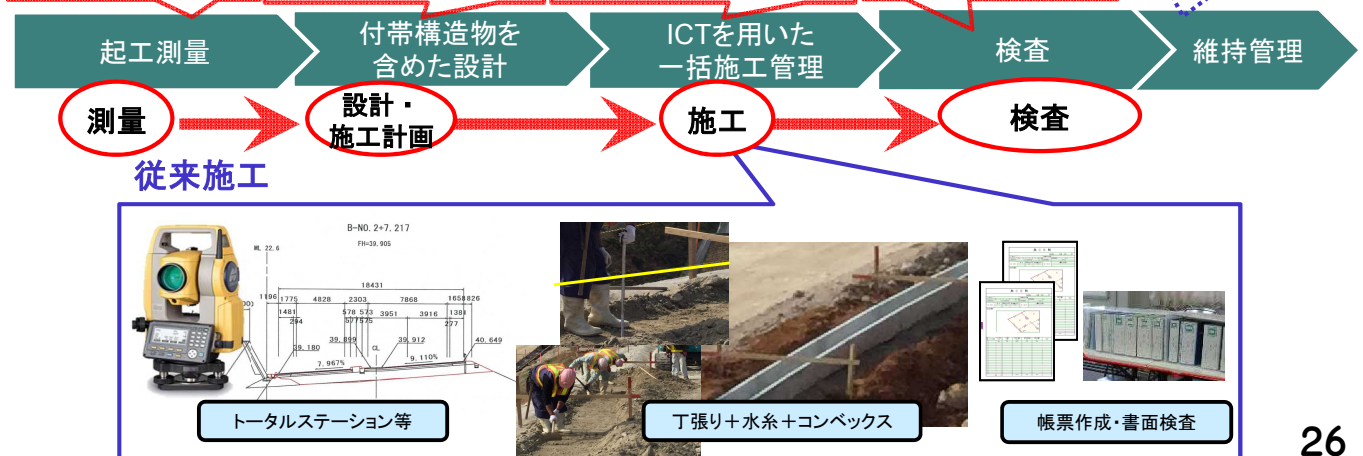 起工測量
付帯構造物を
含めた設計
ICTを用いた
一括施工管理
検査
維持管理
測量
設計・
施工計画
施工
検査
従来施工
B-NO. 2+7. 217
FH=39. 905
ML 22. 6
18431
1196
1775
4828
2303
7868
1658
826
1481
578
573
3951
3916
1381
294
577
575
277
39. 180
39. 899
CL
39. 912
40. 649
7. 967%
9. 110%
トータルステーション等
丁張り+水糸+コンベックス
帳票作成・書面検査
26